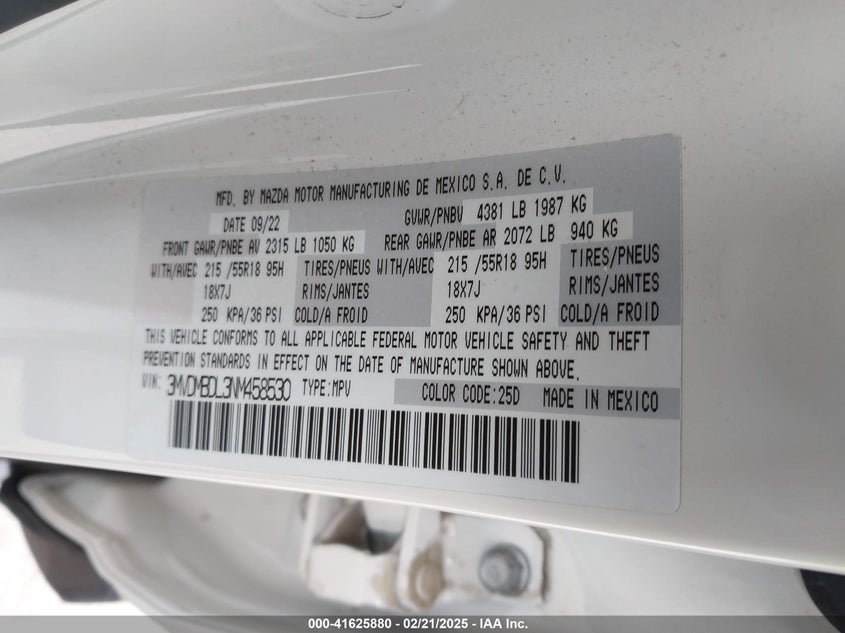 MFD. BY MAZDA MOTOR MANUFACTURING DE MEXICO S.A. DE C.V.
DATE 09/22 GVWR/PNBV 4381 LB 1987 KG
FRONT GAWR/PNBE AV 2315 LB 1050 KG REAR GAWR/PNBE AR 2072 LB 940 KG
WITH/AVEC 215 /55R18 95H TIRES/PNEUS WITH/AVEC 215 /55R18 95H TIRES/PNEUS
18X7J RIMS/JANTES 18X7J RIMS/JANTES
250 KPA/36 PSI COLD/A FROID 250 KPA/36 PSI COLD/A FROID
THIS VEHICLE CONFORMS TO ALL APPLICABLE FEDERAL MOTOR VEHICLE SAFETY AND THEFT
PREVENTION STANDARDS IN EFFECT ON THE DATE OF MANUFACTURE SHOWN ABOVE.
VIN: 3MVDMBDL3NM458530 TYPE:MPV COLOR CODE:25D MADE IN MEXICO
000-41625880 - 02/21/2025 - IAA Inc.